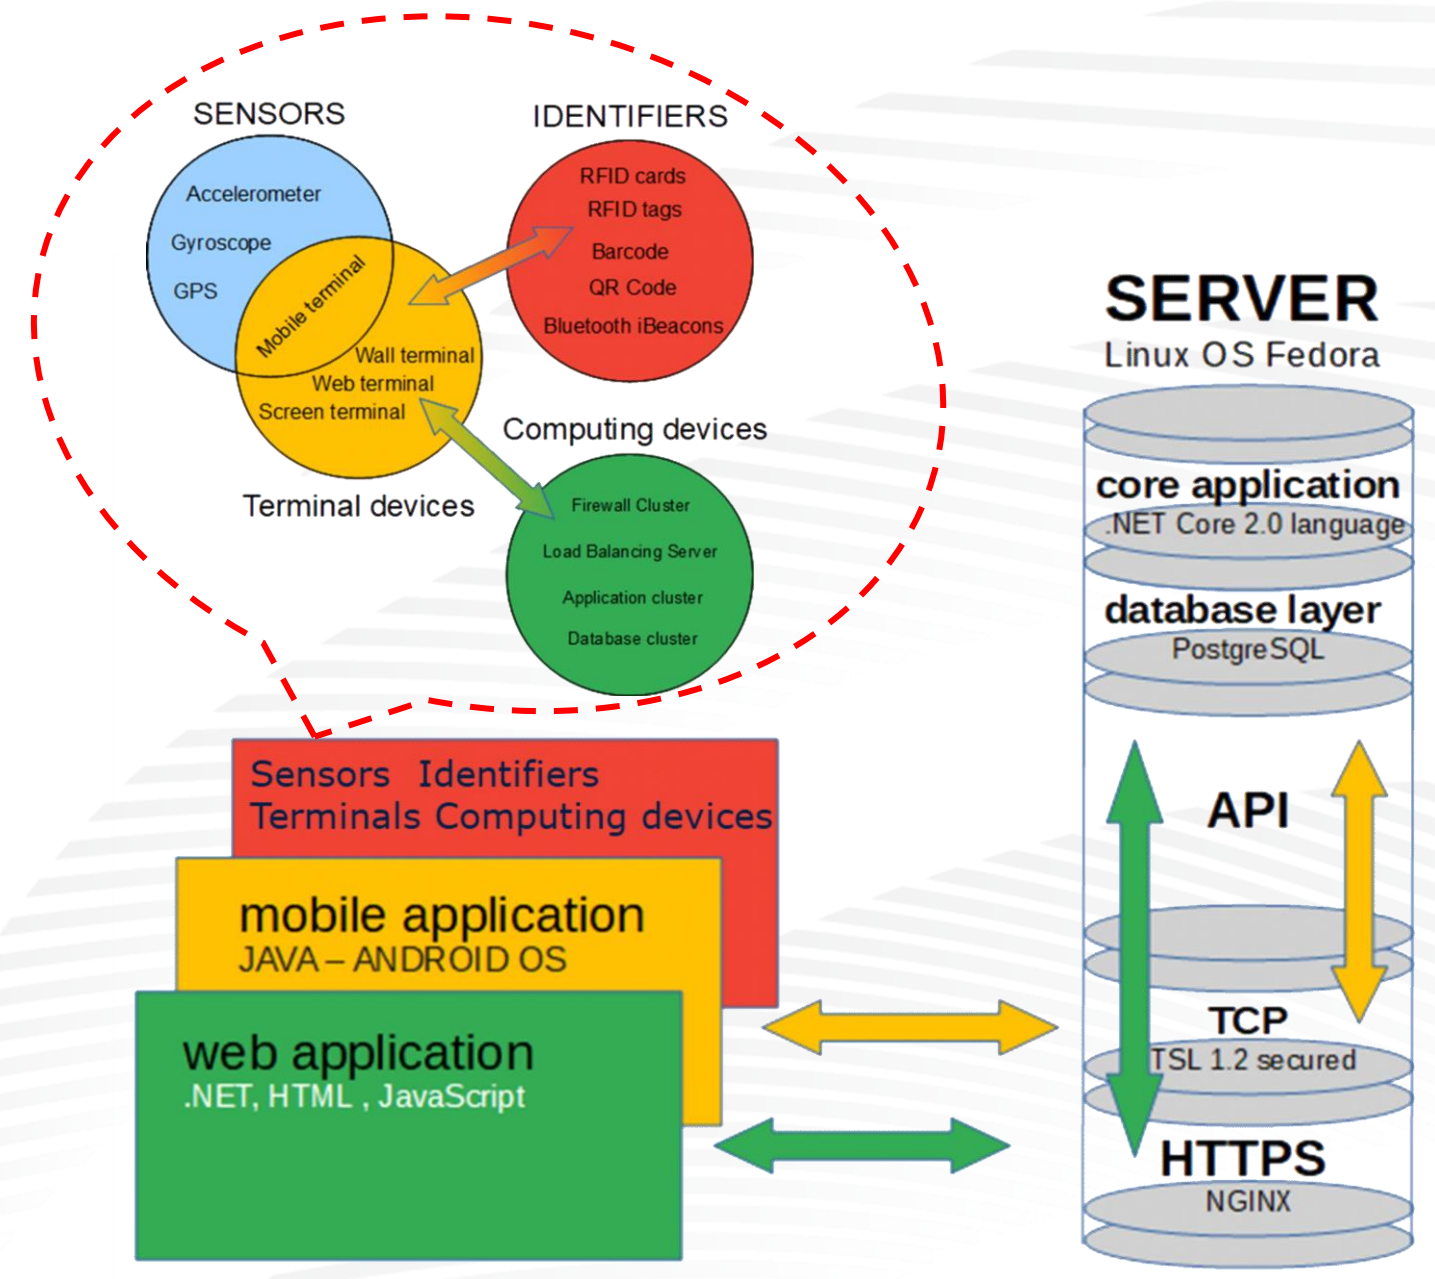 SENSORS
Accelerometer
Gyroscope
GPS
Mobile terminal
Wall terminal
Web terminal
Screen terminal
Terminal devices
IDENTIFIERS
RFID cards
RFID tags
Barcode
QR Code
Bluetooth iBeacons
Computing devices
Firewall Cluster
Load Balancing Server
Application cluster
Database cluster
Sensors Identifiers
Terminals Computing devices
mobile application
JAVA – ANDROID OS
web application
.NET, HTML , JavaScript
SERVER
Linux OS Fedora
core application
.NET Core 2.0 language
database layer
PostgreSQL
API
TCP
TSL 1.2 secured
HTTPS
NGINX